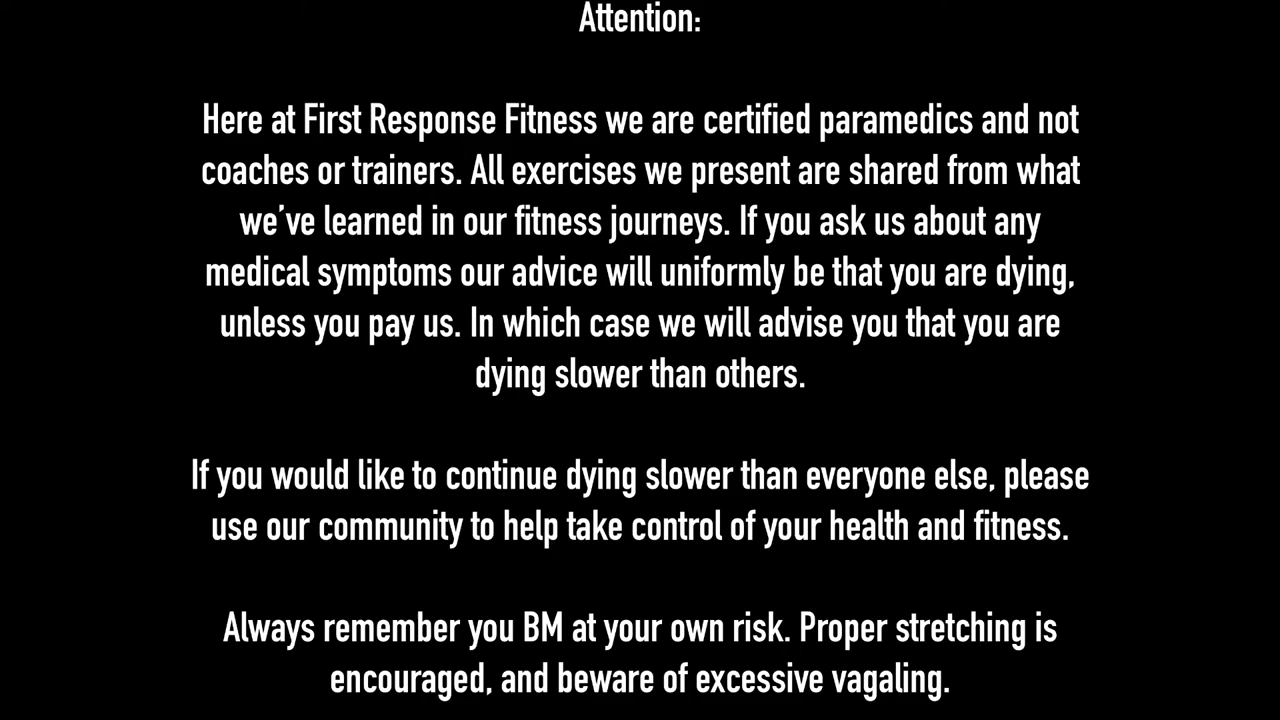 Attention:
Here at First Response Fitness we are certified paramedics and not
coaches or trainers. All exercises we present are shared from what
we’ve learned in our fitness journeys. If you ask us about any
medical symptoms our advice will uniformly be that you are dying,
unless you pay us. In which case we will advise you that you are
dying slower than others.
If you would like to continue dying slower than everyone else, please
use our community to help take control of your health and fitness.
Always remember you BM at your own risk. Proper stretching is
encouraged, and beware of excessive vagaling.